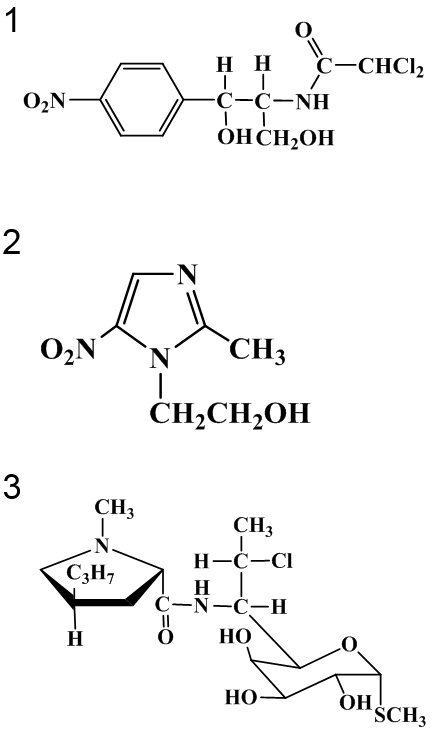 1
O
H H
C CHCl2
O2N C C NH
OH CH2OH
2
N
O2N N CH3
CH2CH2OH
3
CH3
N CH3
C3H7 H Cl
H
N C H
H O HO O
HO OH
SCH3